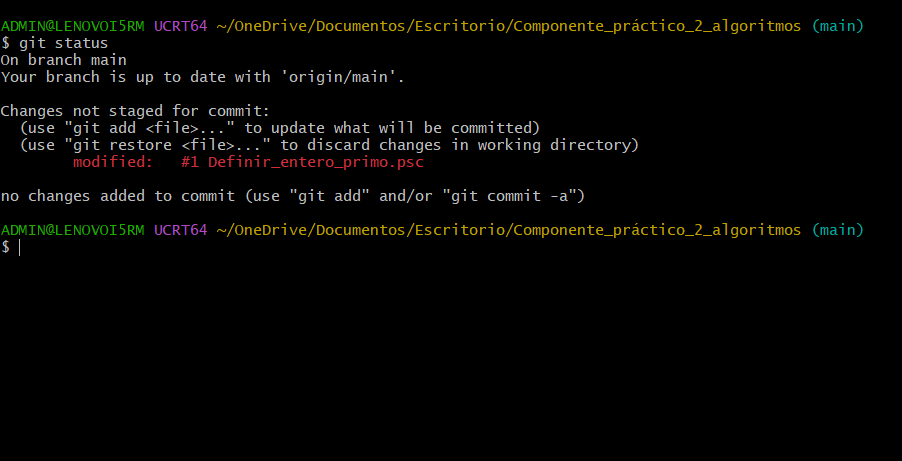 ADMIN@LENOVOI5RM UCRT64 ~/OneDrive/Documentos/Escritorio/Componente_práctico_2_algoritmos (main)
$ git status
On branch main
Your branch is up to date with 'origin/main'.
Changes not staged for commit:
  (use "git add <file>..." to update what will be committed)
  (use "git restore <file>..." to discard changes in working directory)
        modified:   #1 Definir_entero_primo.psc
no changes added to commit (use "git add" and/or "git commit -a")
ADMIN@LENOVOI5RM UCRT64 ~/OneDrive/Documentos/Escritorio/Componente_práctico_2_algoritmos (main)
$